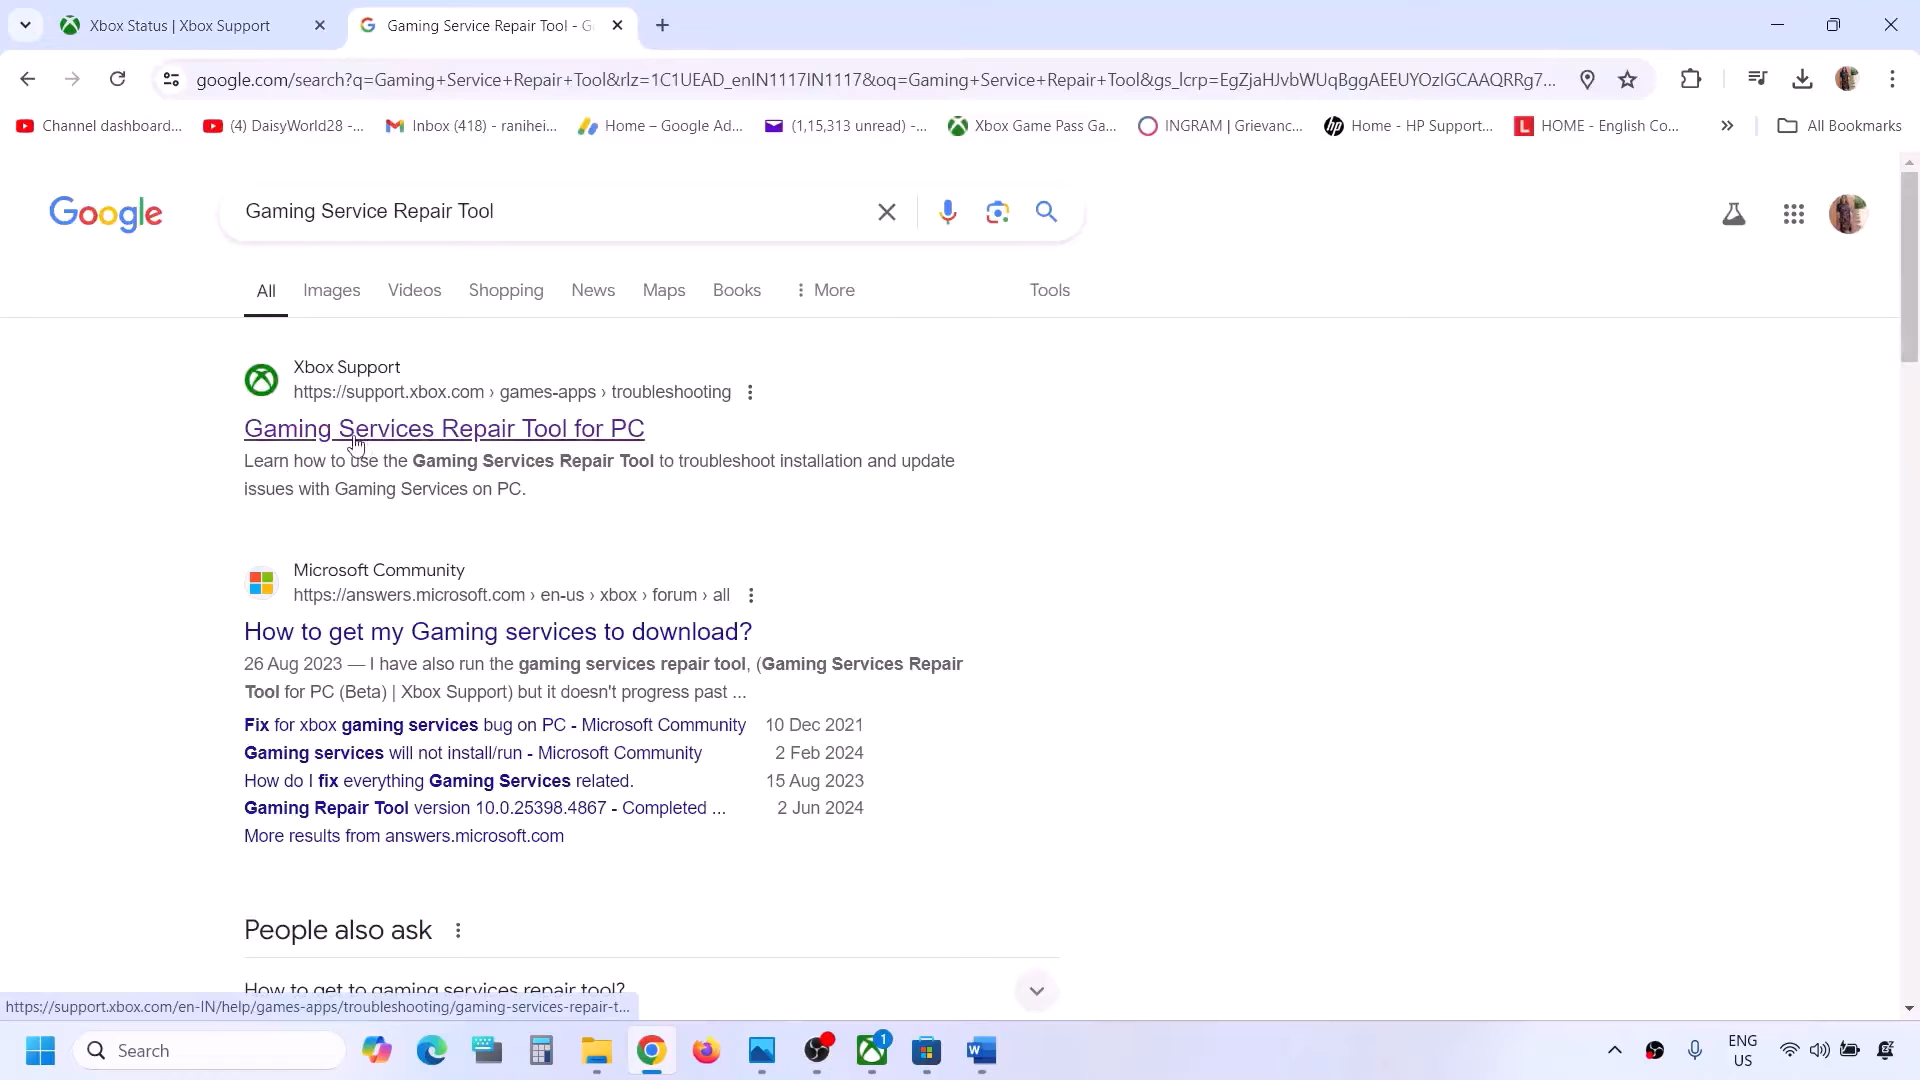 Xbox Status | Xbox Support
Gaming Service Repair Tool - G
google.com/search?q=Gaming+Service+Repair+Tool&rlz=1C1UEAD_enIN1117IN1117&oq=Gaming+Service+Repair+Tool&gs_lcrp=EgZjaHJvbWUqBggAEEUYOzIGCAAQRRg7...
Channel dashboard...
(4) DaisyWorld28 -...
Inbox (418) - ranihei...
Home – Google Ad...
(1,15,313 unread) -...
Xbox Game Pass Ga...
INGRAM | Grievanc...
Home - HP Support...
HOME - English Co...
All Bookmarks
Google
Gaming Service Repair Tool
All Images Videos Shopping News Maps Books More Tools
Xbox Support
https://support.xbox.com › games-apps › troubleshooting
Gaming Services Repair Tool for PC
Learn how to use the Gaming Services Repair Tool to troubleshoot installation and update
issues with Gaming Services on PC.
Microsoft Community
https://answers.microsoft.com › en-us › xbox › forum › all
How to get my Gaming services to download?
26 Aug 2023 — I have also run the gaming services repair tool, (Gaming Services Repair
Tool for PC (Beta) | Xbox Support) but it doesn't progress past ...
Fix for xbox gaming services bug on PC - Microsoft Community 10 Dec 2021
Gaming services will not install/run - Microsoft Community 2 Feb 2024
How do I fix everything Gaming Services related. 15 Aug 2023
Gaming Repair Tool version 10.0.25398.4867 - Completed ... 2 Jun 2024
More results from answers.microsoft.com
People also ask
How to get to gaming services repair tool?
https://support.xbox.com/en-IN/help/games-apps/troubleshooting/gaming-services-repair-t...
Search
1
ENG
US